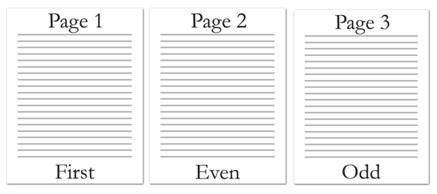 Page 1
First
Page 2
Even
Page 3
Odd